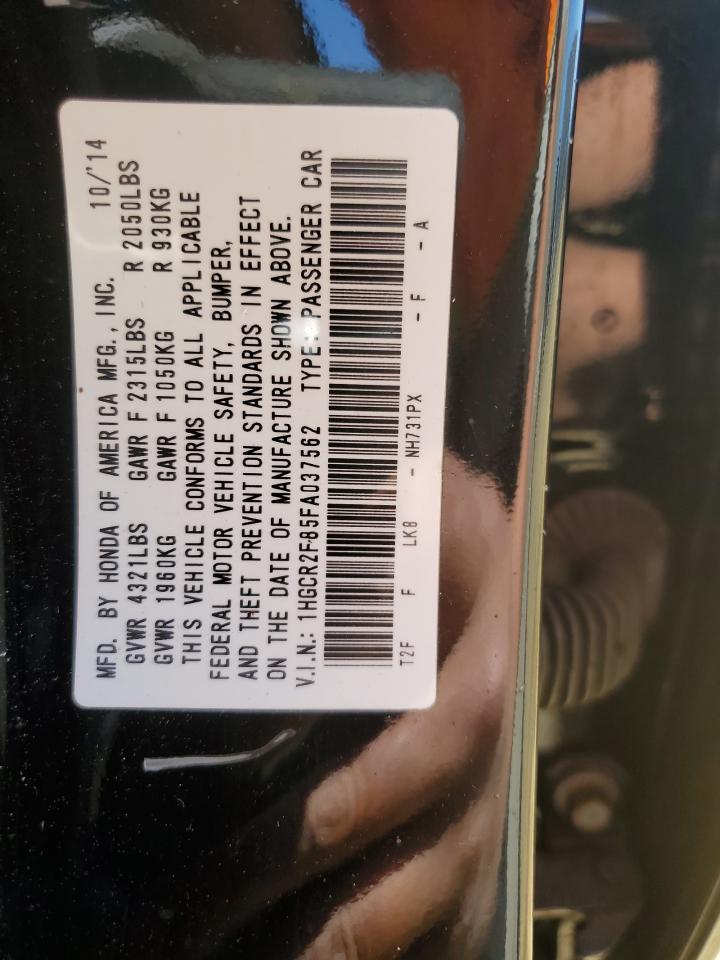 MFD. BY HONDA OF AMERICA MFG., INC. 10/'14
GVWR 4321LBS GAWR F 2315LBS R 2050LBS
GVWR 1960KG GAWR F 1050KG R 930KG
THIS VEHICLE CONFORMS TO ALL APPLICABLE
FEDERAL MOTOR VEHICLE SAFETY, BUMPER,
AND THEFT PREVENTION STANDARDS IN EFFECT
ON THE DATE OF MANUFACTURE SHOWN ABOVE.
V.I.N.: 1HGCR2F85FA037562 TYPE: PASSENGER CAR
T2F F LK8 - NH731PX - F - A